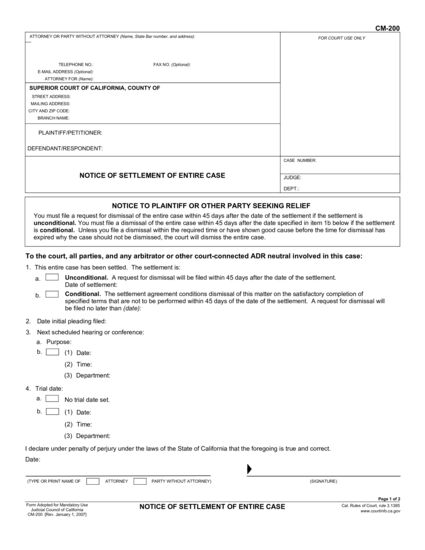 CM-200
ATTORNEY OR PARTY WITHOUT ATTORNEY (Name, State Bar number, and address):
FOR COURT USE ONLY
TELEPHONE NO.: FAX NO. (Optional):
E-MAIL ADDRESS (Optional):
ATTORNEY FOR (Name):
SUPERIOR COURT OF CALIFORNIA, COUNTY OF
STREET ADDRESS:
MAILING ADDRESS:
CITY AND ZIP CODE:
BRANCH NAME:
PLAINTIFF/PETITIONER:
DEFENDANT/RESPONDENT:
NOTICE OF SETTLEMENT OF ENTIRE CASE
CASE NUMBER:
JUDGE:
DEPT.:
NOTICE TO PLAINTIFF OR OTHER PARTY SEEKING RELIEF
You must file a request for dismissal of the entire case within 45 days after the date of the settlement if the settlement is
unconditional. You must file a dismissal of the entire case within 45 days after the date specified in item 1b below if the settlement
is conditional. Unless you file a dismissal within the required time or have shown good cause before the time for dismissal has
expired why the case should not be dismissed, the court will dismiss the entire case.
To the court, all parties, and any arbitrator or other court-connected ADR neutral involved in this case:
1. This entire case has been settled. The settlement is:
a. Unconditional. A request for dismissal will be filed within 45 days after the date of the settlement.
Date of settlement:
b. Conditional. The settlement agreement conditions dismissal of this matter on the satisfactory completion of
specified terms that are not to be performed within 45 days of the date of the settlement. A request for dismissal will
be filed no later than (date):
2. Date initial pleading filed:
3. Next scheduled hearing or conference:
a. Purpose:
b. (1) Date:
(2) Time:
(3) Department:
4. Trial date:
a. No trial date set.
b. (1) Date:
(2) Time:
(3) Department:
I declare under penalty of perjury under the laws of the State of California that the foregoing is true and correct.
Date:
(TYPE OR PRINT NAME OF ATTORNEY PARTY WITHOUT ATTORNEY) (SIGNATURE)
Page 1 of 2
Form Adopted for Mandatory Use
Judicial Council of California
CM-200 [Rev. January 1, 2007]
NOTICE OF SETTLEMENT OF ENTIRE CASE
Cal. Rules of Court, rule 3.1385
www.courtinfo.ca.gov